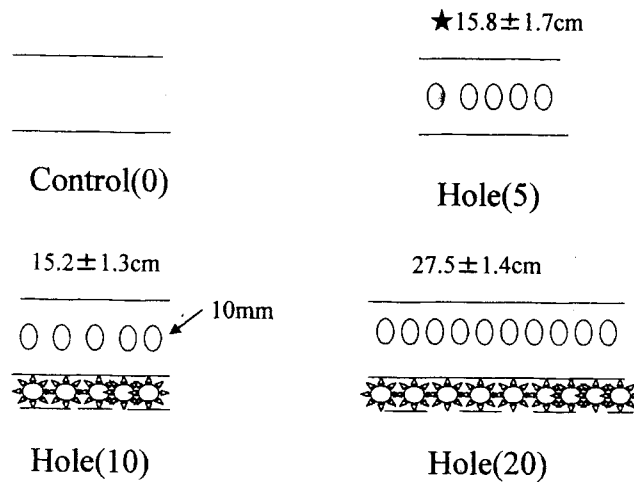 ★15.8±1.7cm
Control(0)
Hole(5)
15.2±1.3cm
27.5±1.4cm
10mm
Hole(10)
Hole(20)